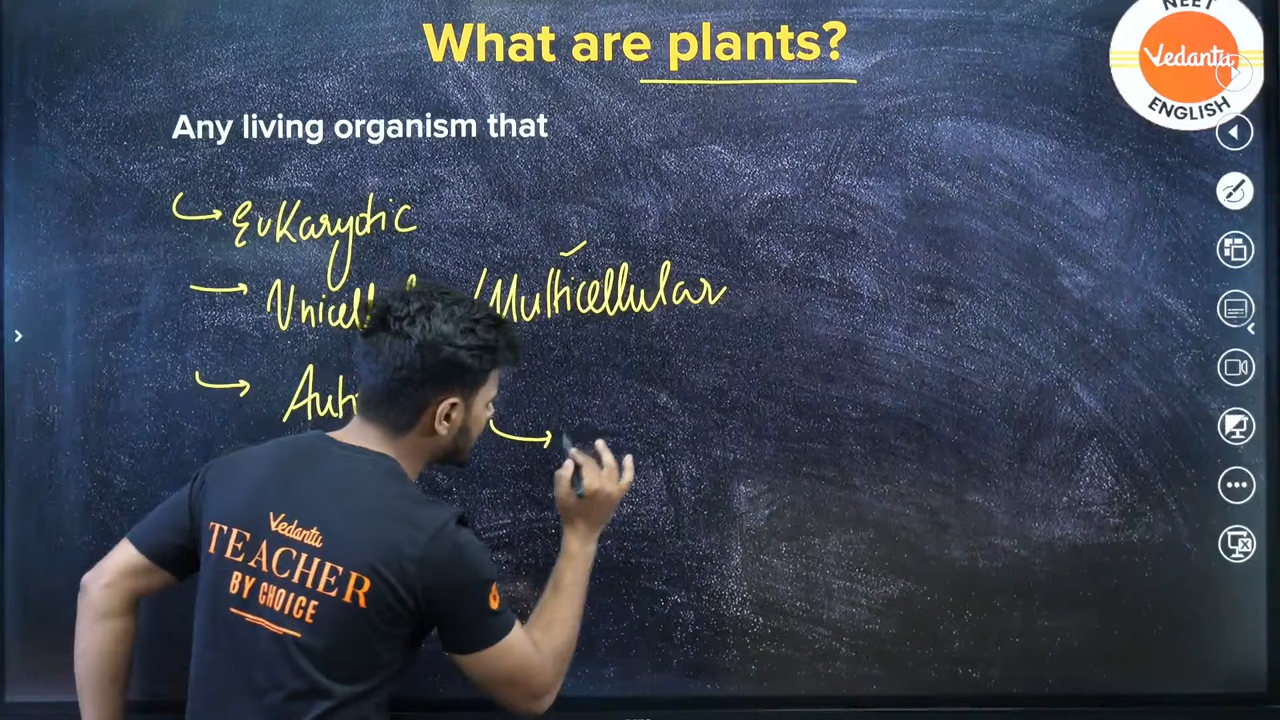 What are plants?
NEET
Vedantu
ENGLISH
Any living organism that
Eukaryotic
/Multicellular
Vedantu
TEACHER
BY CHOICE